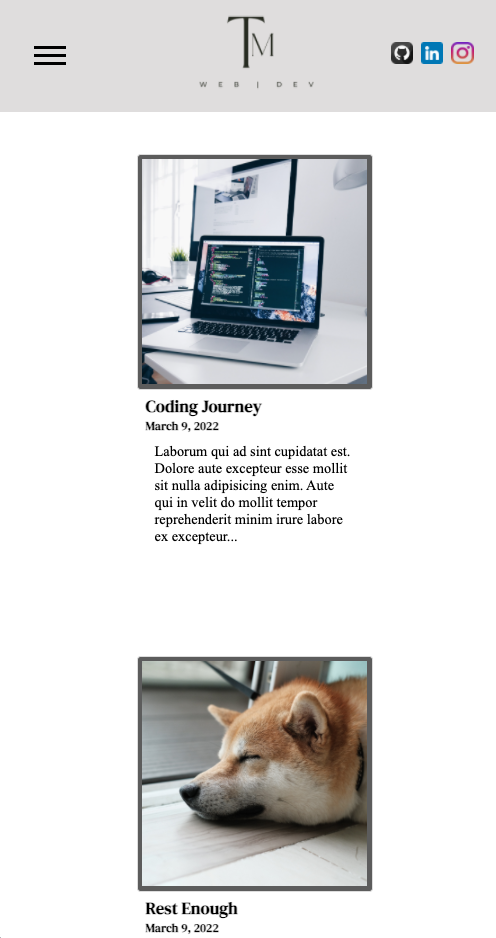 TM
WEB | DEV
in
Coding Journey
March 9, 2022
Laborum qui ad sint cupidatat est.
Dolore aute excepteur esse mollit
sit nulla adipisicing enim. Aute
qui in velit do mollit tempor
reprehenderit minim irure labore
ex excepteur...
Rest Enough
March 9, 2022